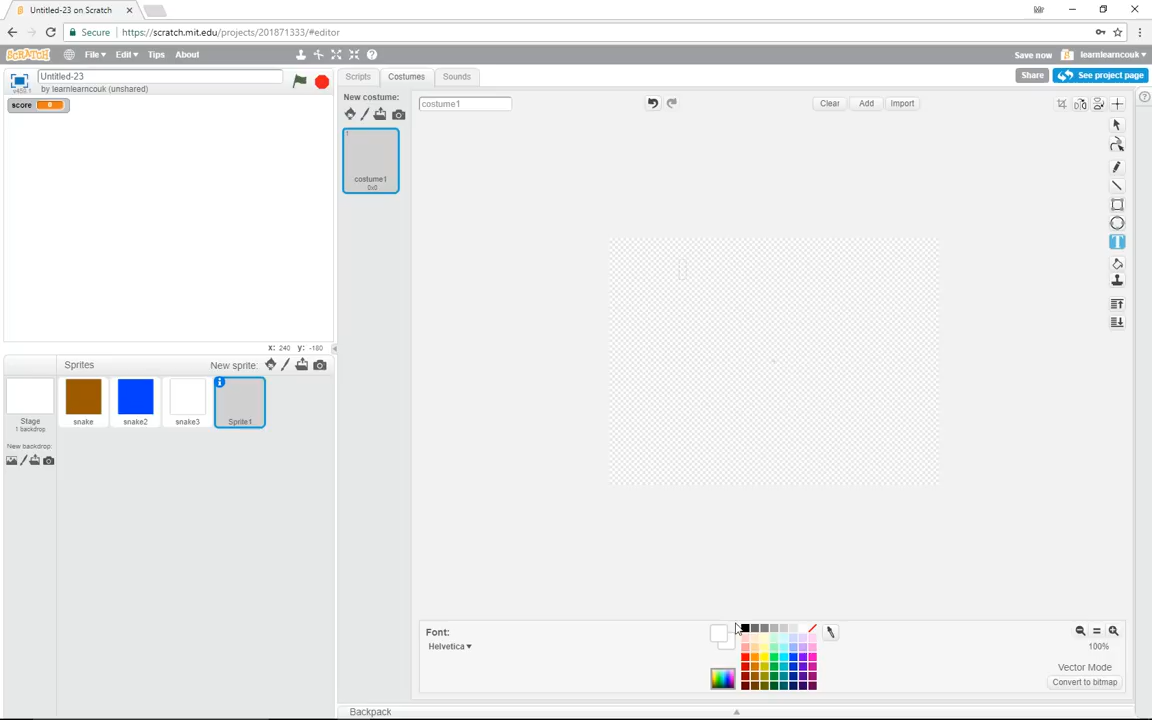 Untitled-23 on Scratch
Secure https://scratch.mit.edu/projects/201871333/#editor
SCRATCH File Edit Tips About Save now learnlearncouk
Untitled-23
by learnlearncouk (unshared)
Share See project page
Scripts Costumes Sounds
score 0
New costume:
costume1
Clear Add Import
1
costume1
0x0
x: 240 y: -180
Sprites New sprite:
Stage
1 backdrop
New backdrop:
snake snake2 snake3 Sprite1
Font:
Helvetica
100%
Vector Mode
Convert to bitmap
Backpack